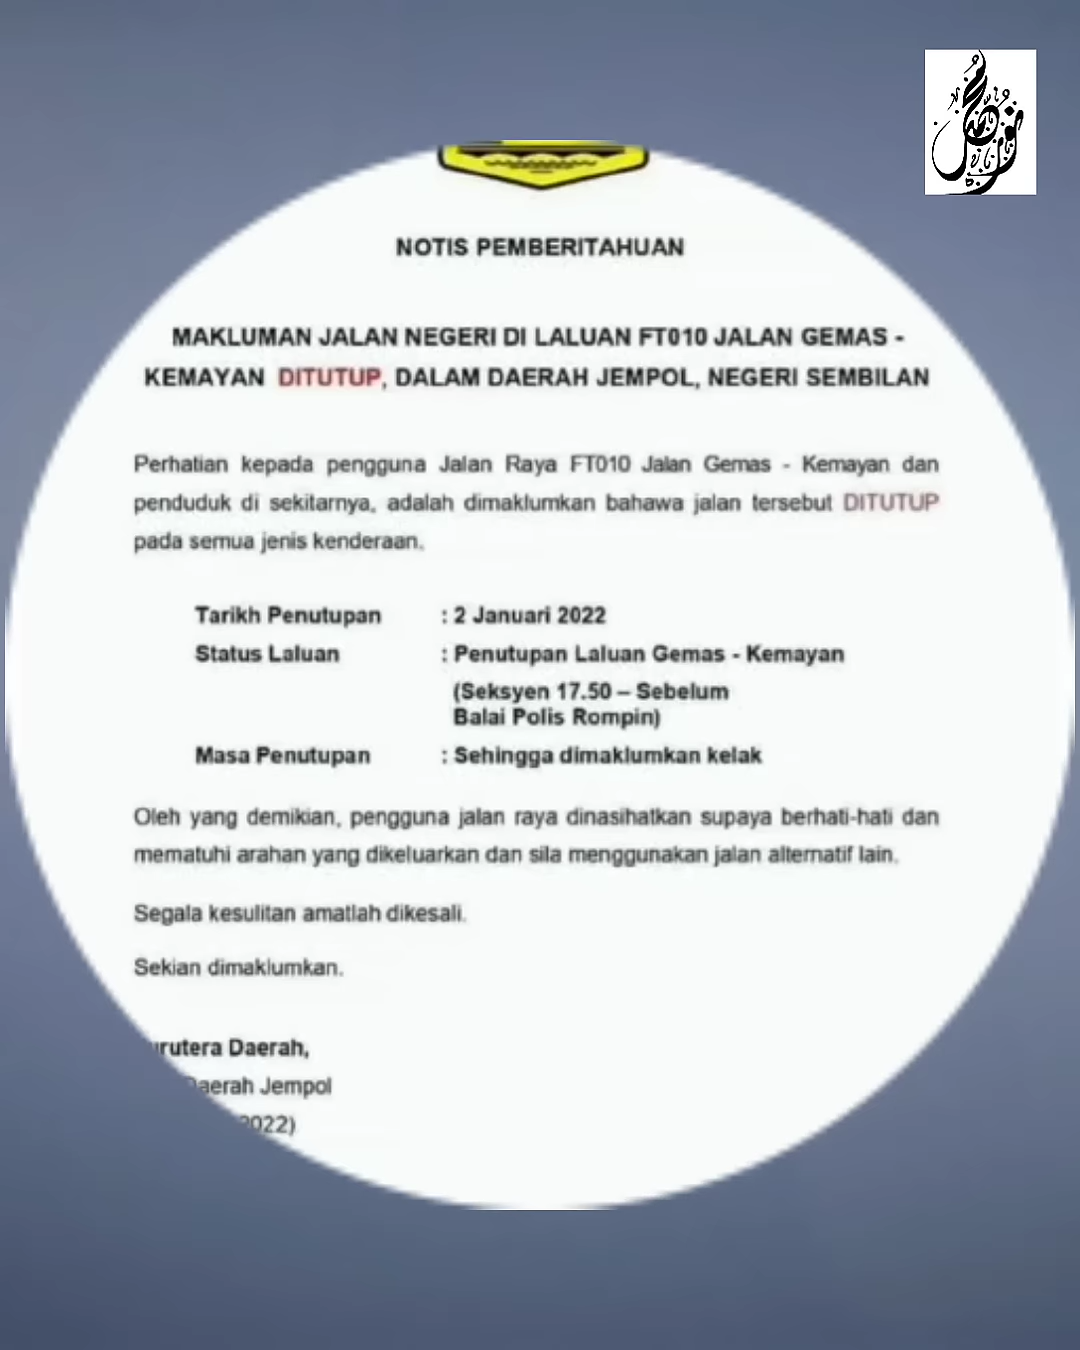 NOTIS PEMBERITAHUAN
MAKLUMAN JALAN NEGERI DI LALUAN FT010 JALAN GEMAS -
KEMAYAN DITUTUP, DALAM DAERAH JEMPOL, NEGERI SEMBILAN
Perhatian kepada pengguna Jalan Raya FT010 Jalan Gemas - Kemayan dan
penduduk di sekitarnya, adalah dimaklumkan bahawa jalan tersebut DITUTUP
pada semua jenis kenderaan.
Tarikh Penutupan : 2 Januari 2022
Status Laluan : Penutupan Laluan Gemas - Kemayan
(Seksyen 17.50 – Sebelum
Balai Polis Rompin)
Masa Penutupan : Sehingga dimaklumkan kelak
Oleh yang demikian, pengguna jalan raya dinasihatkan supaya berhati-hati dan
mematuhi arahan yang dikeluarkan dan sila menggunakan jalan alternatif lain.
Segala kesulitan amatlah dikesali.
Sekian dimaklumkan.
rutera Daerah,
aerah Jempol
2022)